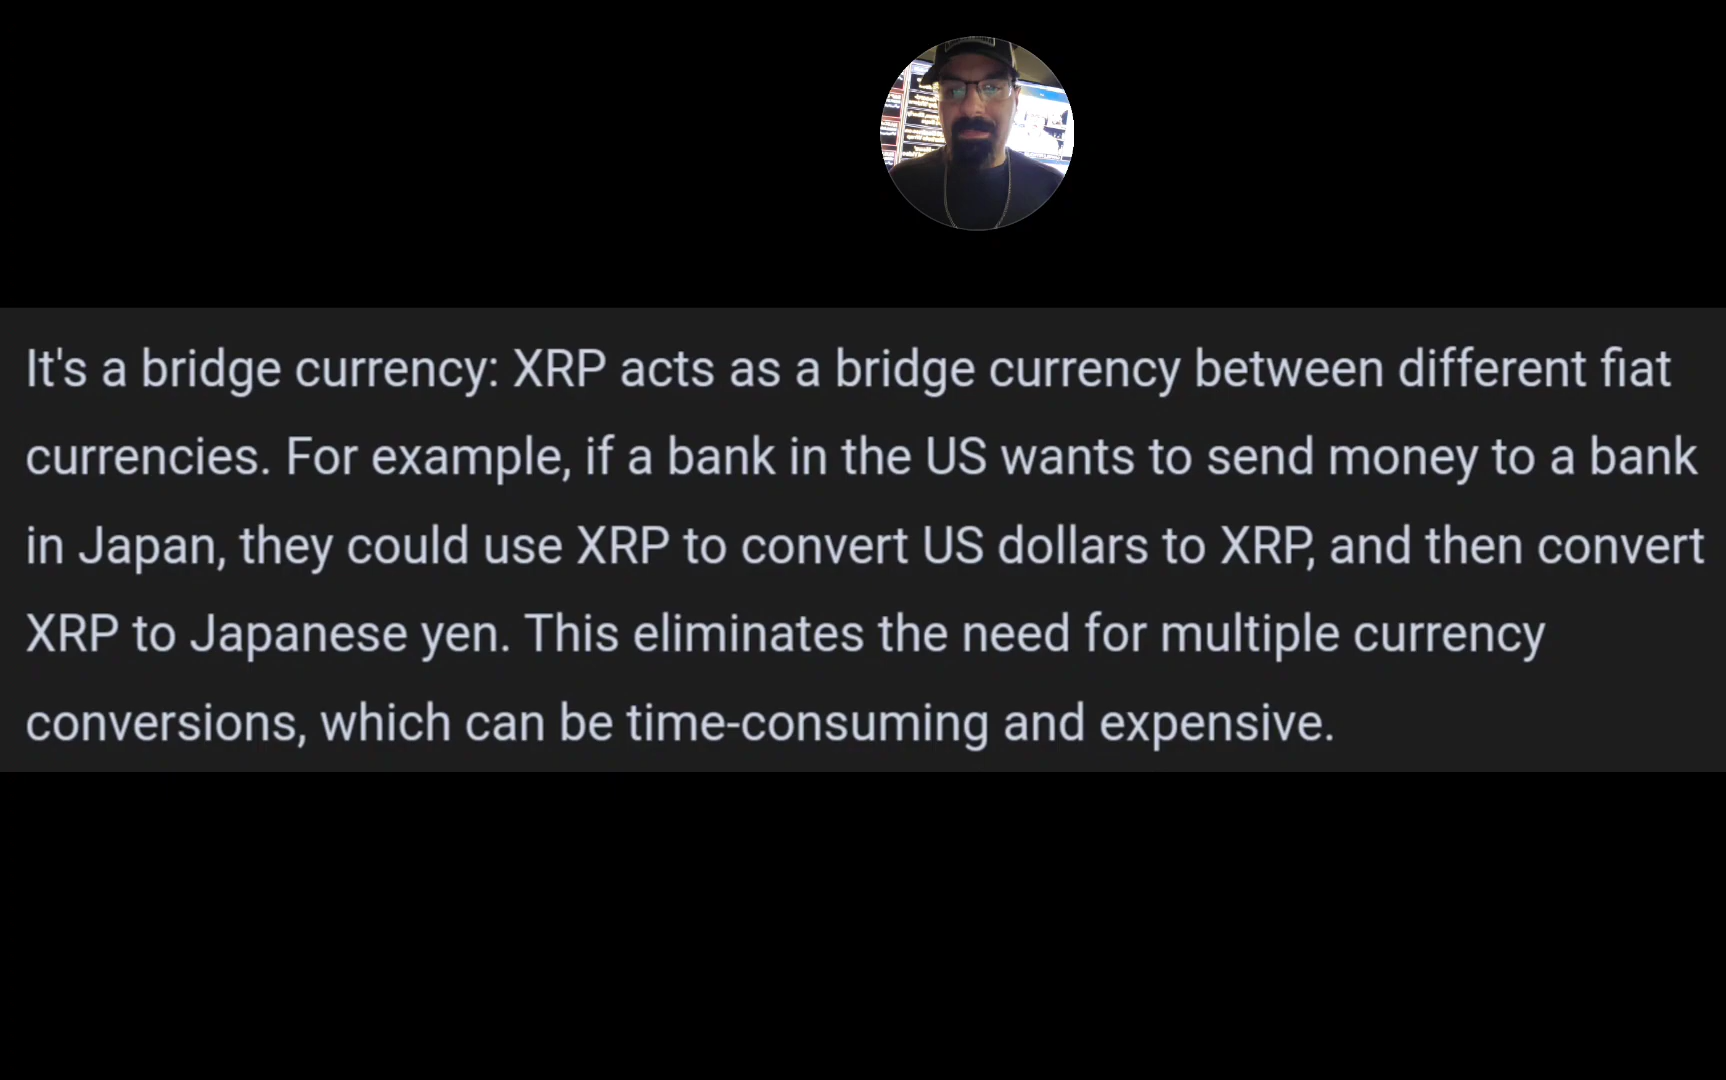 It's a bridge currency: XRP acts as a bridge currency between different fiat
currencies. For example, if a bank in the US wants to send money to a bank
in Japan, they could use XRP to convert US dollars to XRP, and then convert
XRP to Japanese yen. This eliminates the need for multiple currency
conversions, which can be time-consuming and expensive.